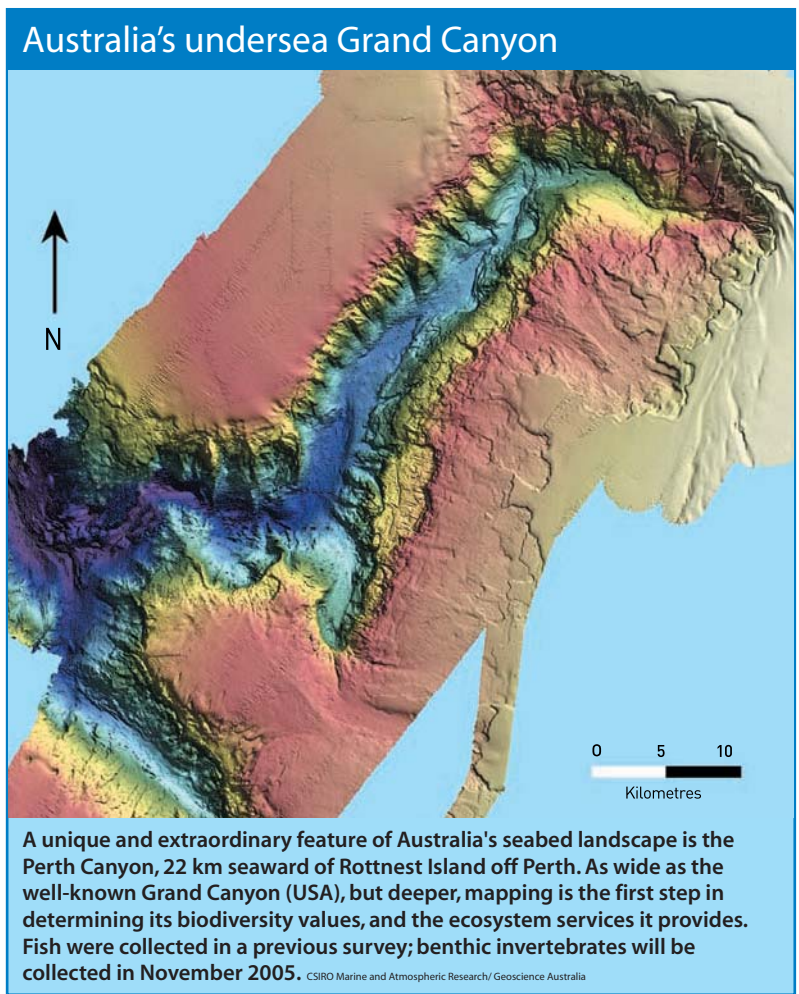 Australia's undersea Grand Canyon
N
0 5 10
Kilometres
A unique and extraordinary feature of Australia's seabed landscape is the
Perth Canyon, 22 km seaward of Rottnest Island off Perth. As wide as the
well-known Grand Canyon (USA), but deeper, mapping is the first step in
determining its biodiversity values, and the ecosystem services it provides.
Fish were collected in a previous survey; benthic invertebrates will be
collected in November 2005. CSIRO Marine and Atmospheric Research/ Geoscience Australia